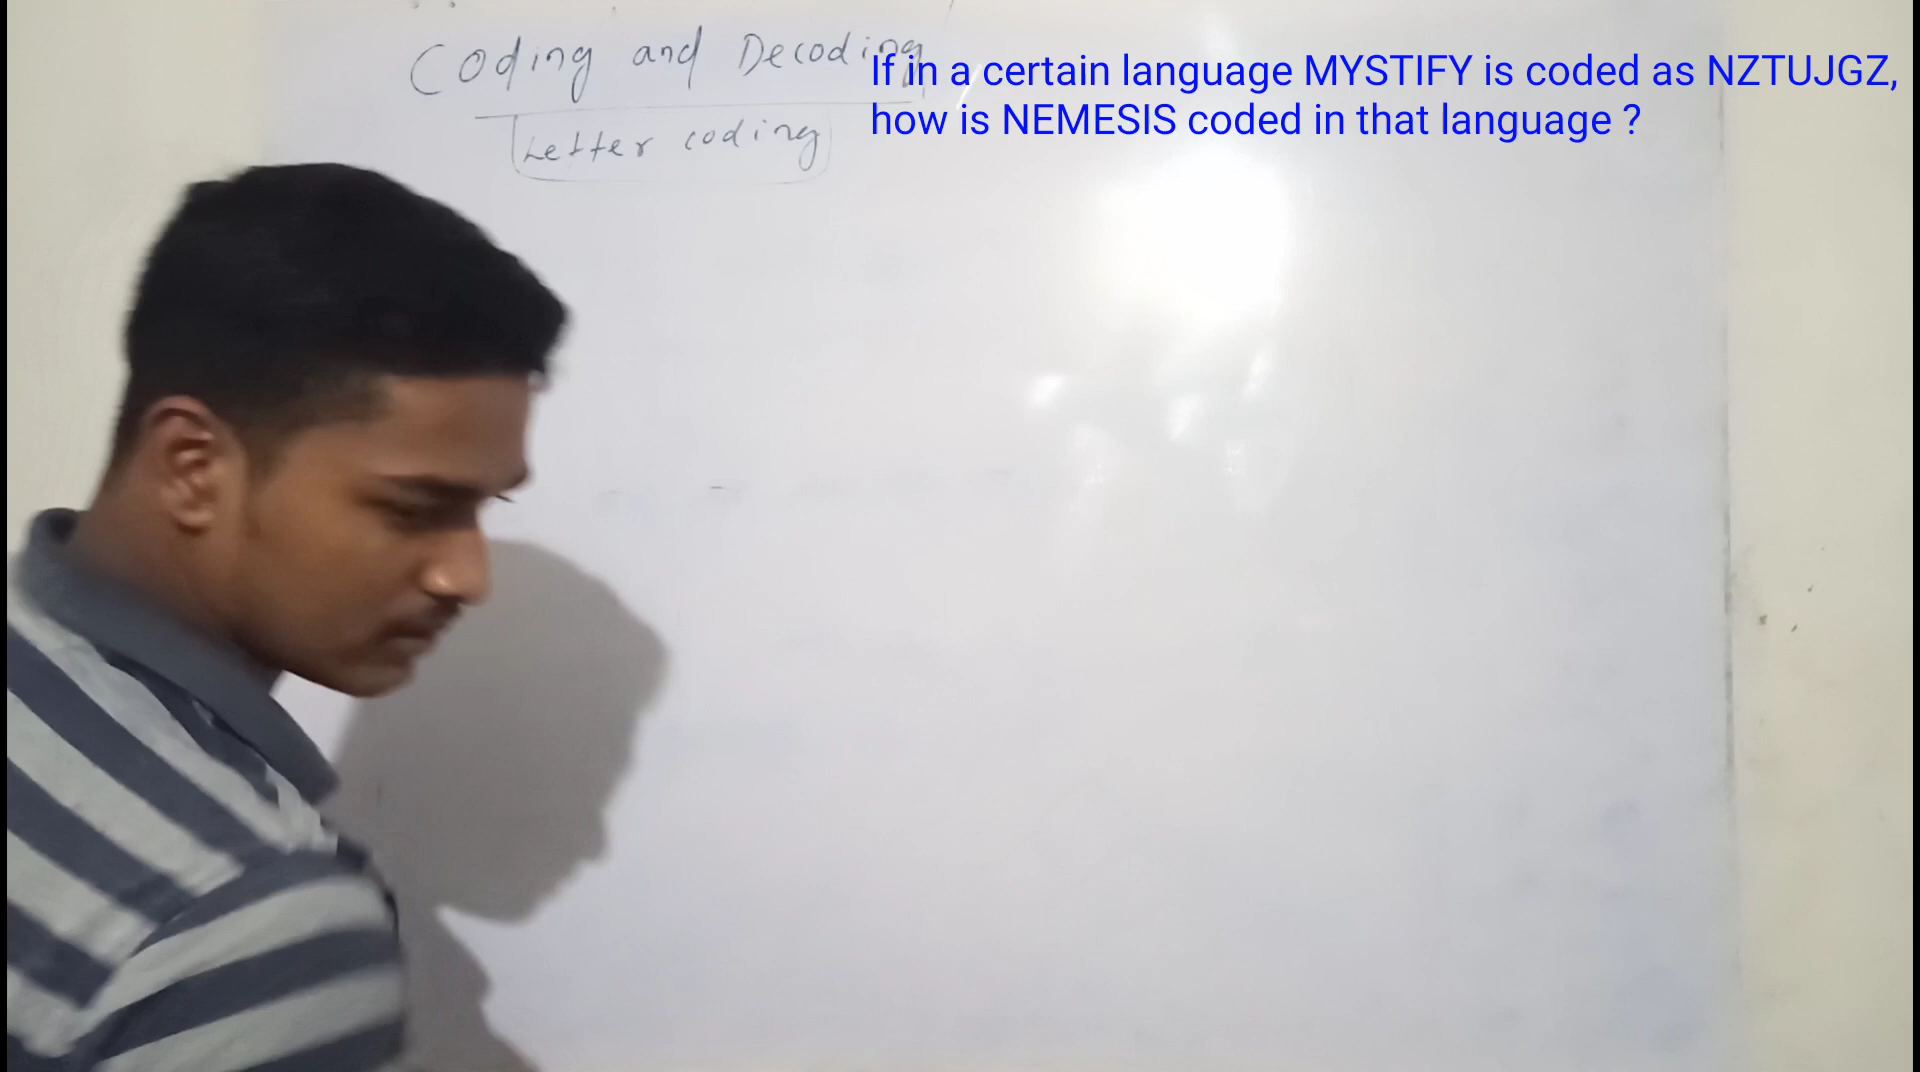 Coding and Decoding
Letter coding
If in a certain language MYSTIFY is coded as NZTUJGZ,
how is NEMESIS coded in that language ?